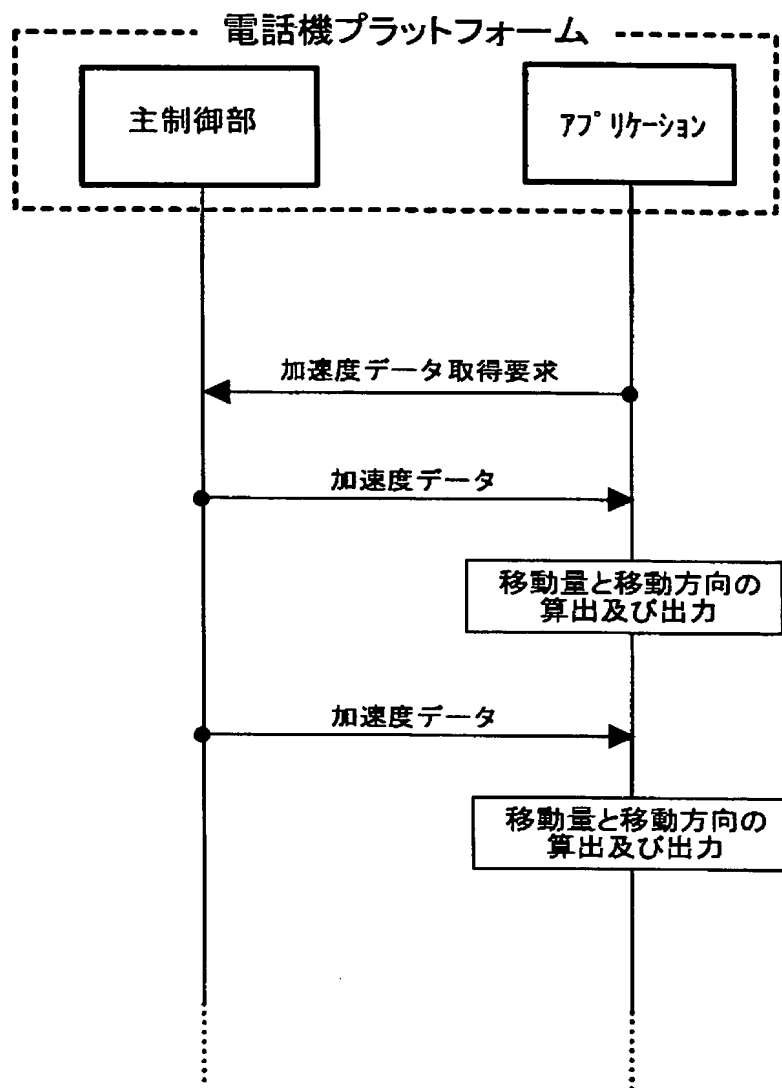 電話機プラットフォーム
主制御部
アプリケーション
加速度データ取得要求
加速度データ
移動量と移動方向の
算出及び出力
加速度データ
移動量と移動方向の
算出及び出力